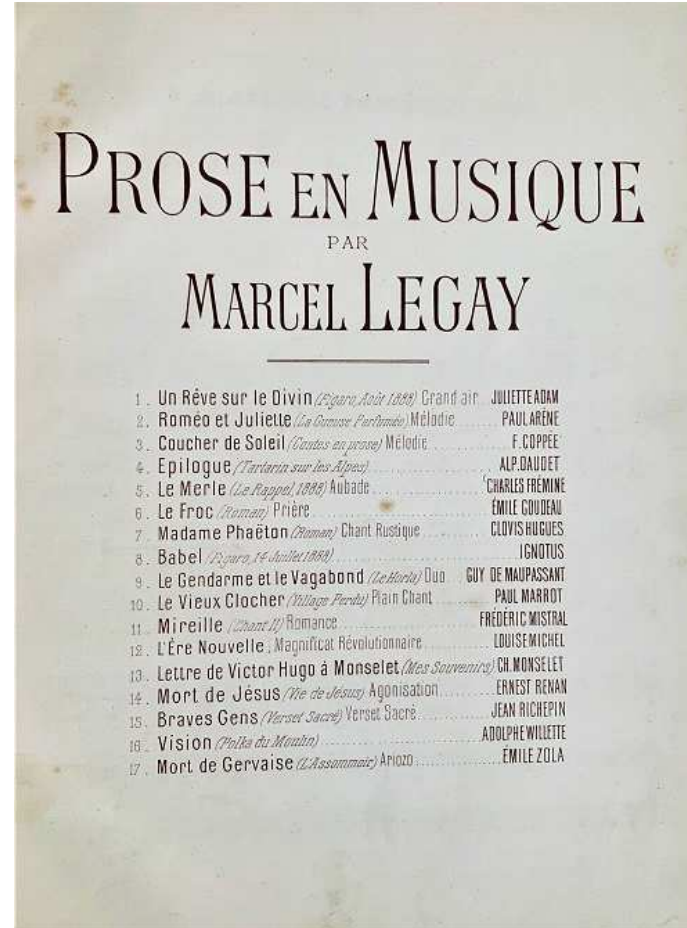 PROSE EN MUSIQUE
PAR
MARCEL LEGAY
1. Un Rêve sur le Divin (Figaro, Août 1888) Grand air JULIETTE ADAM
2. Roméo et Juliette (La Gueuse Parfumée) Mélodie PAUL ARÈNE
3. Coucher de Soleil (Contes en prose) Mélodie F. COPPÉE
4. Epilogue (Tartarin sur les Alpes) ALP. DAUDET
5. Le Merle (Le Rappel, 1888) Aubade CHARLES FRÉMINE
6. Le Froc (Roman) Prière ÉMILE GOUDEAU
7. Madame Phaëton (Roman) Chant Rustique CLOVIS HUGUES
8. Babel (Figaro, 14 Juillet 1888) IGNOTUS
9. Le Gendarme et le Vagabond (Le Horla) Duo GUY DE MAUPASSANT
10. Le Vieux Clocher (Village Perdu) Plain Chant PAUL MARROT
11. Mireille (Chant II) Romance FRÉDÉRIC MISTRAL
12. L'Ère Nouvelle, Magnificat Révolutionnaire LOUISE MICHEL
13. Lettre de Victor Hugo à Monselet (Mes Souvenirs) CH. MONSELET
14. Mort de Jésus (Vie de Jésus) Agonisation ERNEST RENAN
15. Braves Gens (Verset Sacré) Verset Sacré JEAN RICHEPIN
16. Vision (Polka du Moulin) ADOLPHE WILLETTE
17. Mort de Gervaise (L'Assommoir) Ariozo ÉMILE ZOLA